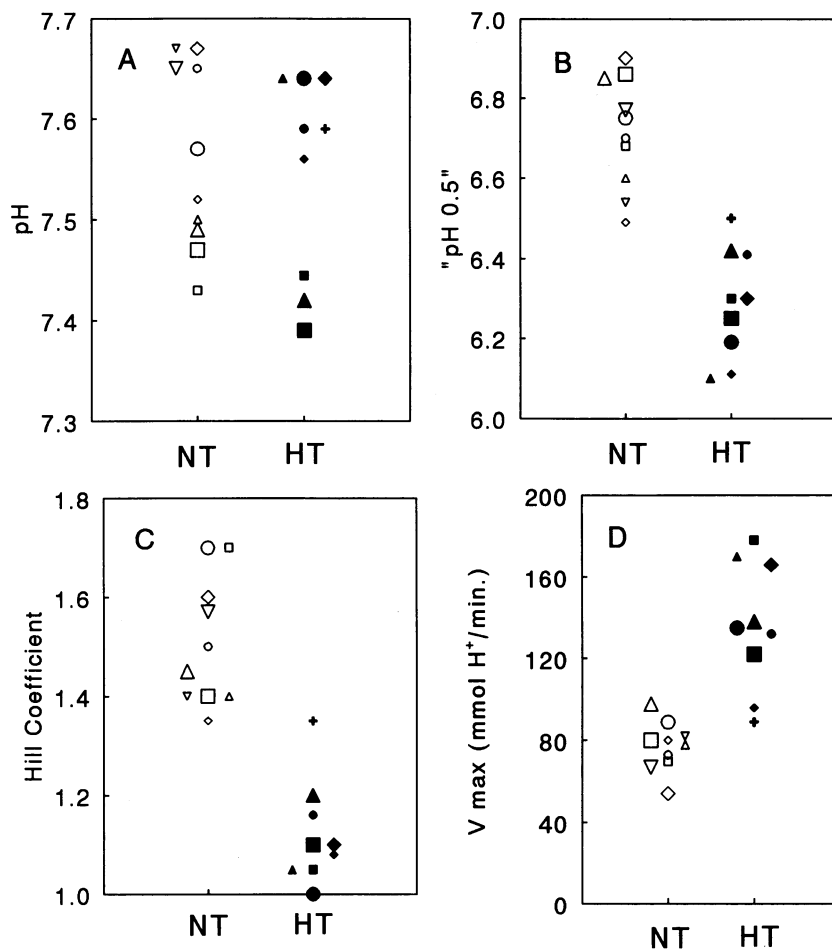 A
pH
7.7
7.6
7.5
7.4
7.3
NT
HT
B
"pH 0.5"
7.0
6.8
6.6
6.4
6.2
6.0
NT
HT
C
Hill Coefficient
1.8
1.6
1.4
1.2
1.0
NT
HT
D
V max (mmol H⁺/min.)
200
160
120
80
40
0
NT
HT